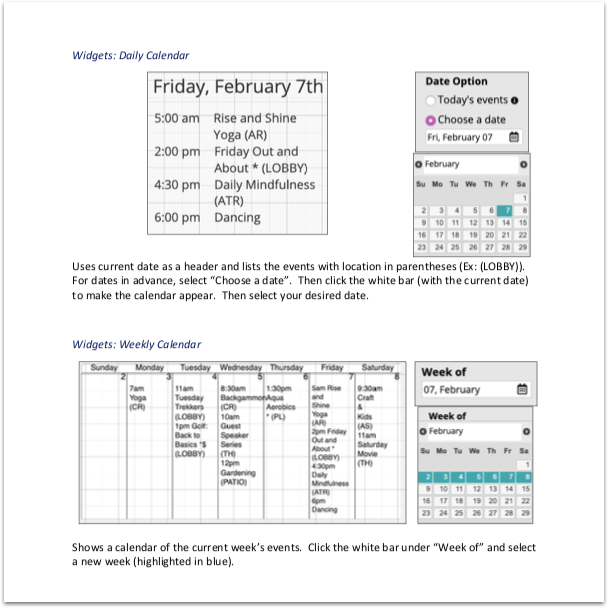 Widgets: Daily Calendar
Friday, February 7th
5:00 am Rise and Shine
Yoga (AR)
2:00 pm Friday Out and
About * (LOBBY)
4:30 pm Daily Mindfulness
(ATR)
6:00 pm Dancing
Date Option
Today's events
Choose a date
Fri, February 07
February
Su Mo Tu We Th Fr Sa
1
2 3 4 5 6 7 8
9 10 11 12 13 14 15
16 17 18 19 20 21 22
23 24 25 26 27 28 29
Uses current date as a header and lists the events with location in parentheses (Ex: (LOBBY)).
For dates in advance, select “Choose a date”. Then click the white bar (with the current date)
to make the calendar appear. Then select your desired date.
Widgets: Weekly Calendar
Sunday Monday Tuesday Wednesday Thursday Friday Saturday
2 3 4 5 6 7 8
7am
Yoga
(CR)
11am
Tuesday
Trekkers
(LOBBY)
1pm Golf:
Back to
Basics *$
(LOBBY)
8:30am
Backgammon
(CR)
10am
Guest
Speaker
Series
(TH)
12pm
Gardening
(PATIO)
1:30pm
Aqua
Aerobics
* (PL)
5am Rise
and
Shine
Yoga
(AR)
2pm Friday
Out and
About *
(LOBBY)
4:30pm
Daily
Mindfulness
(ATR)
6pm
Dancing
9:30am
Craft
&
Kids
(AS)
11am
Saturday
Movie
(TH)
Week of
07, February
Week of
February
Su Mo Tu We Th Fr Sa
1
2 3 4 5 6 7 8
9 10 11 12 13 14 15
16 17 18 19 20 21 22
23 24 25 26 27 28 29
Shows a calendar of the current week’s events. Click the white bar under “Week of” and select
a new week (highlighted in blue).